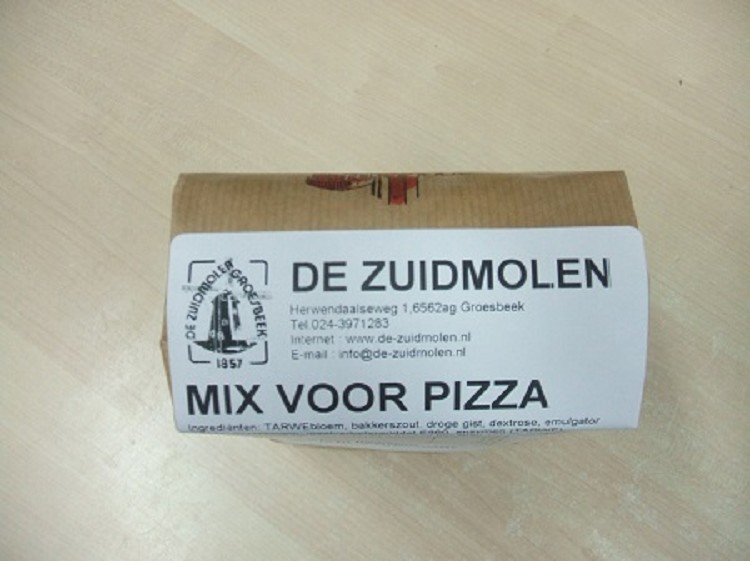 DE ZUIDMOLEN GROESBEEK
1857
DE ZUIDMOLEN
Herwendaalseweg 1,6562ag Groesbeek
Tel.024-3971283
Internet : www.de-zuidmolen.nl
E-mail : info@de-zuidmolen.nl
MIX VOOR PIZZA
Ingrediënten: TARWEbloem, bakkerszout, droge gist, dextrose, emulgator